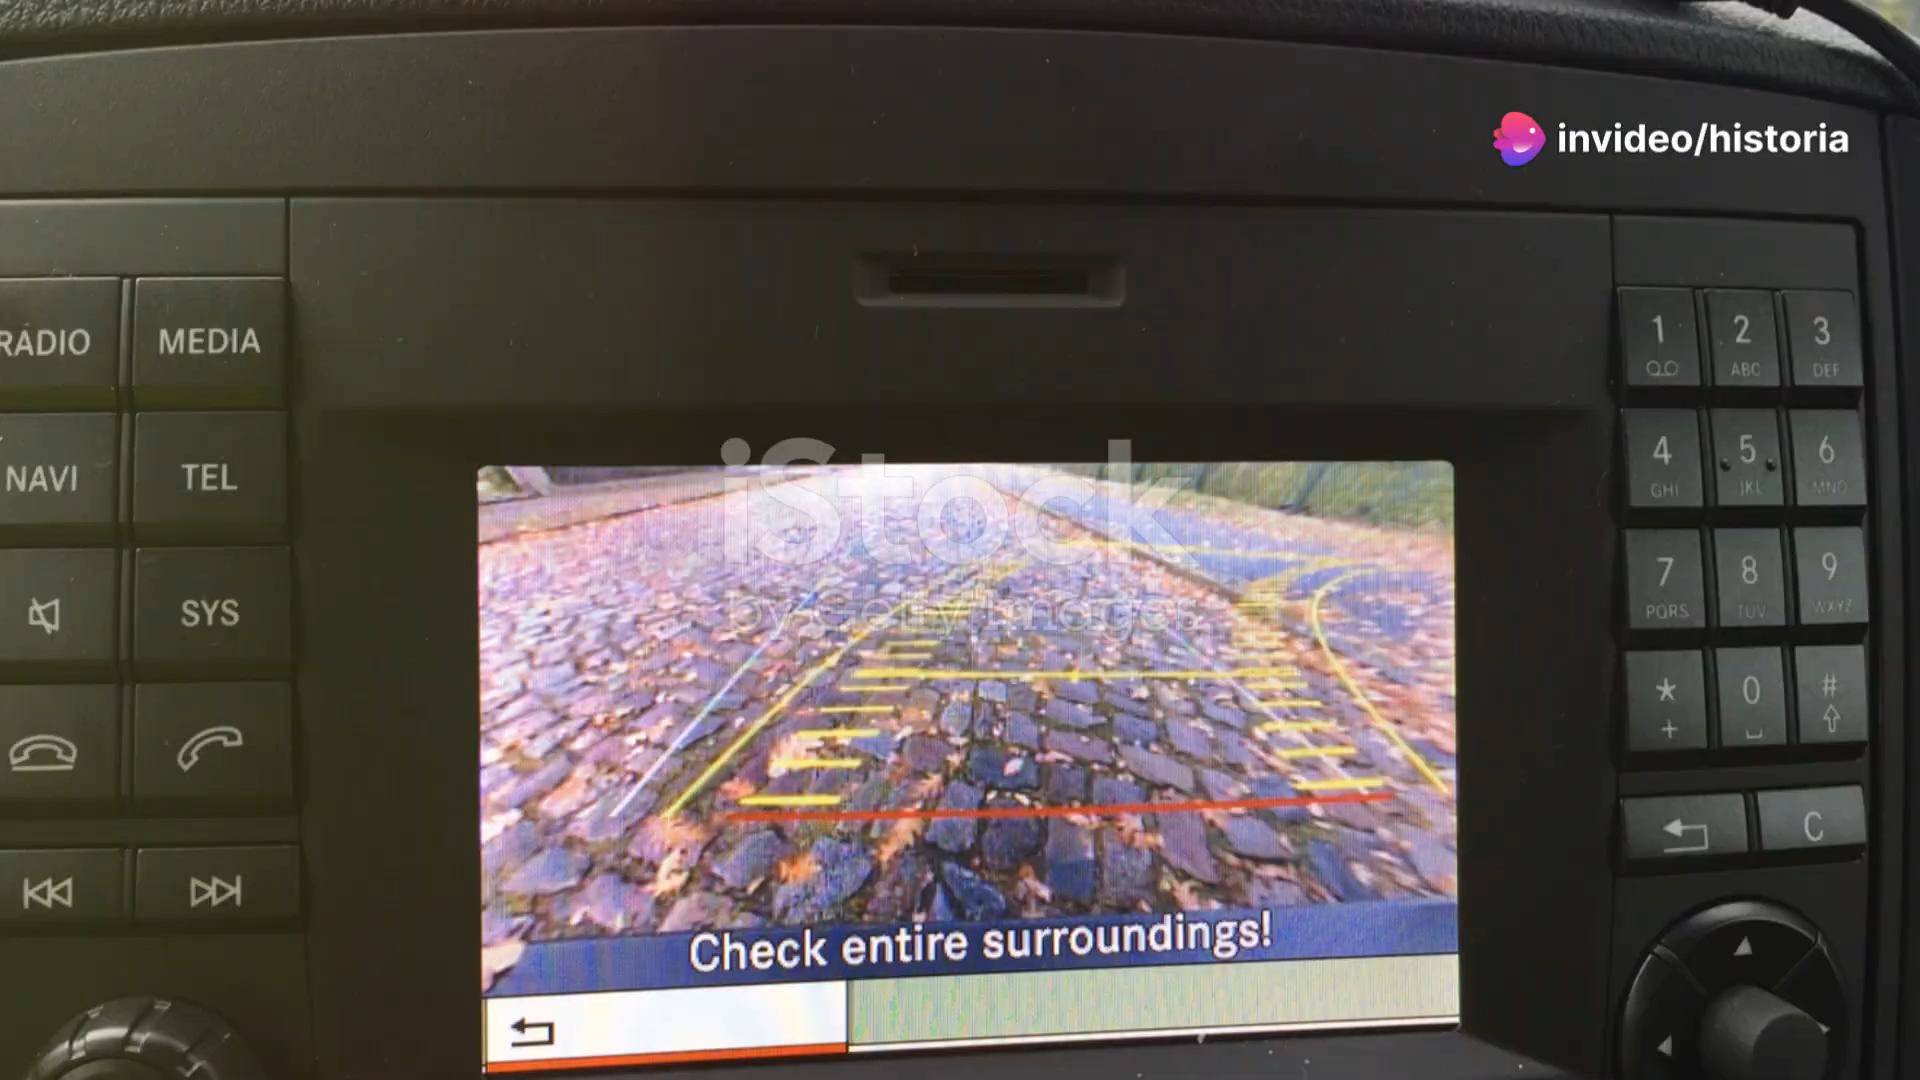 invideo/historia
RADIO
MEDIA
NAVI
TEL
SYS
1
2
ABC
3
DEF
4
GHI
5
JKL
6
MNO
7
PQRS
8
TUV
9
WXYZ
*
+
0
#
C
iStock
by Getty Images
Check entire surroundings!